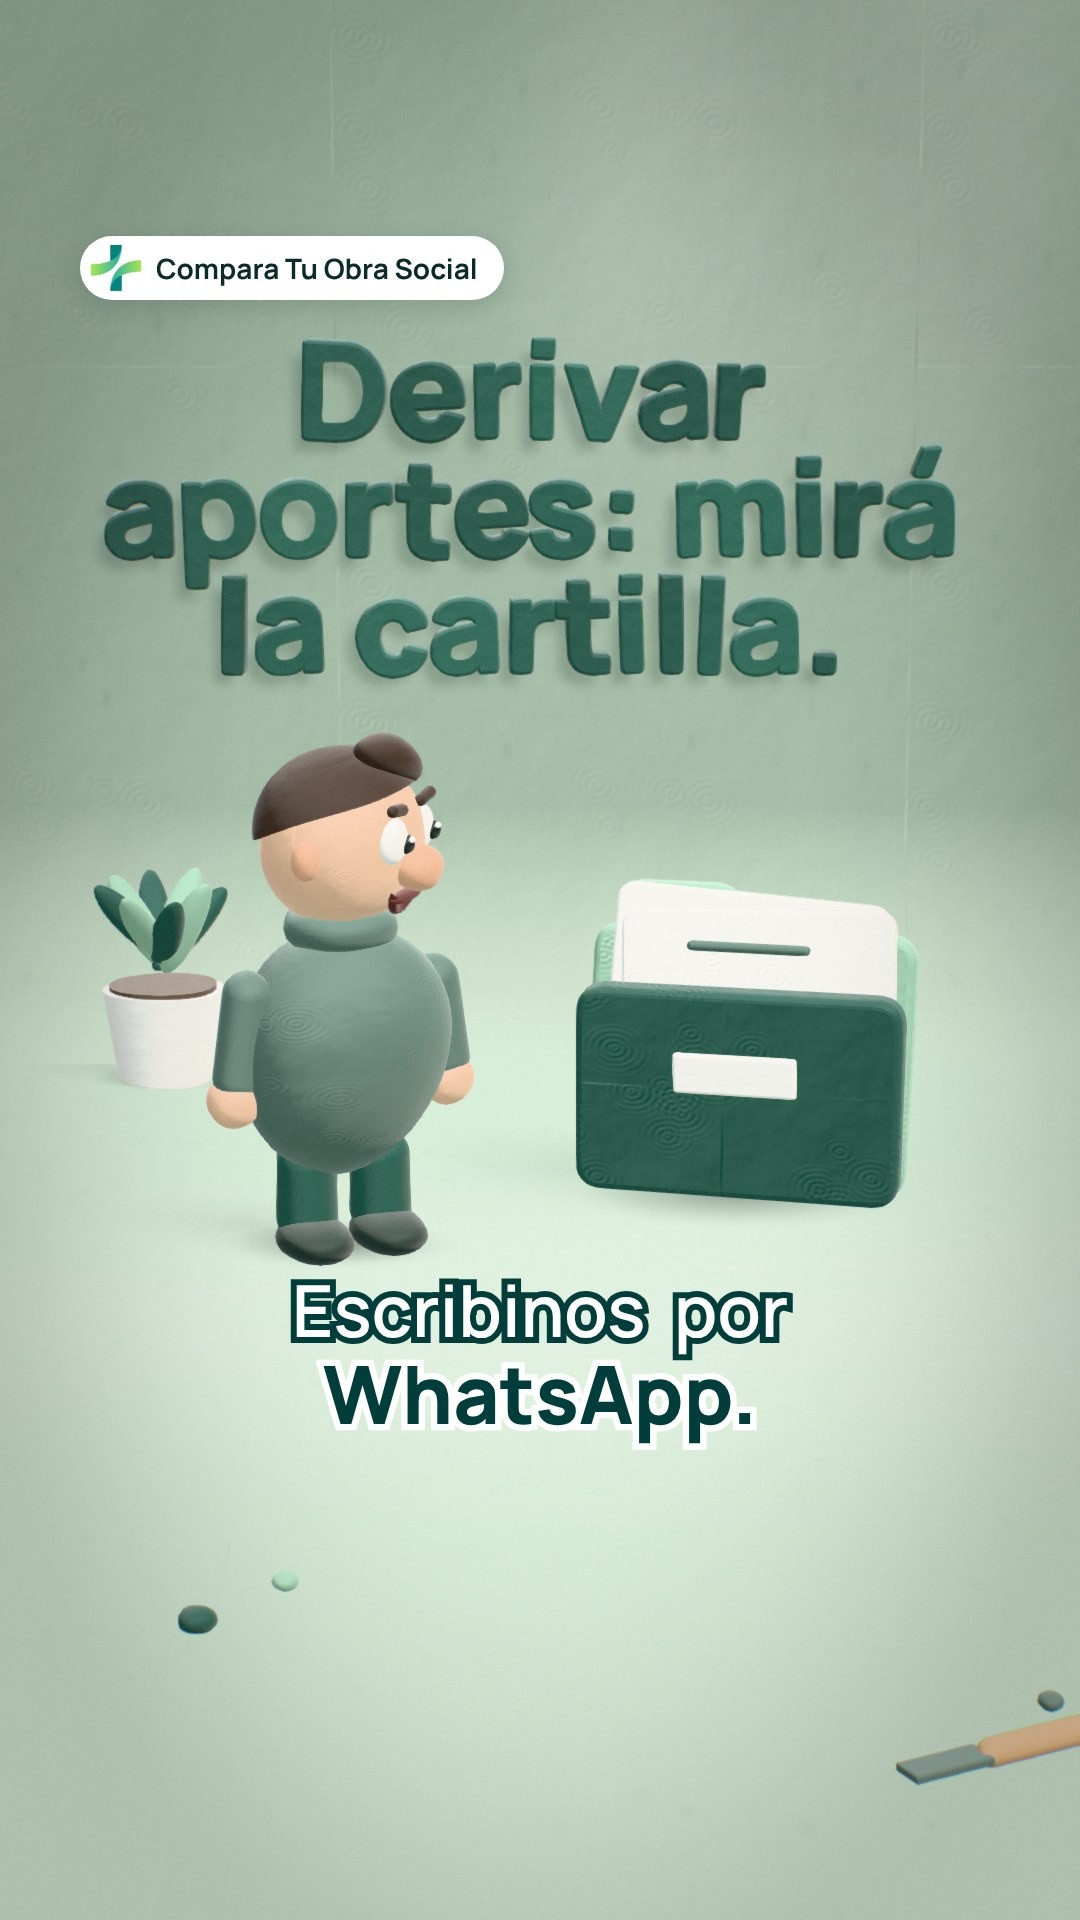 Compara Tu Obra Social
Derivar
aportes: mirá
la cartilla.
Escribinos por
WhatsApp.